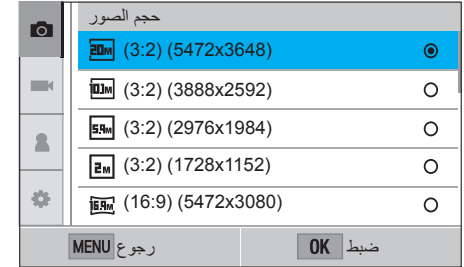 حجم الصور
20M (3:2) (5472x3648)
10.1M (3:2) (3888x2592)
5.9M (3:2) (2976x1984)
2M (3:2) (1728x1152)
16.9M (16:9) (5472x3080)
MENU رجوع OK ضبط